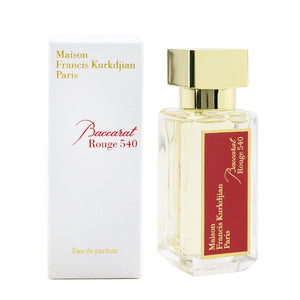 Maison
Francis Kurkdjian
Paris
Baccarat
Rouge 540
Eau de parfum
Baccarat
Rouge 540
Maison
Francis Kurkdjian
Paris